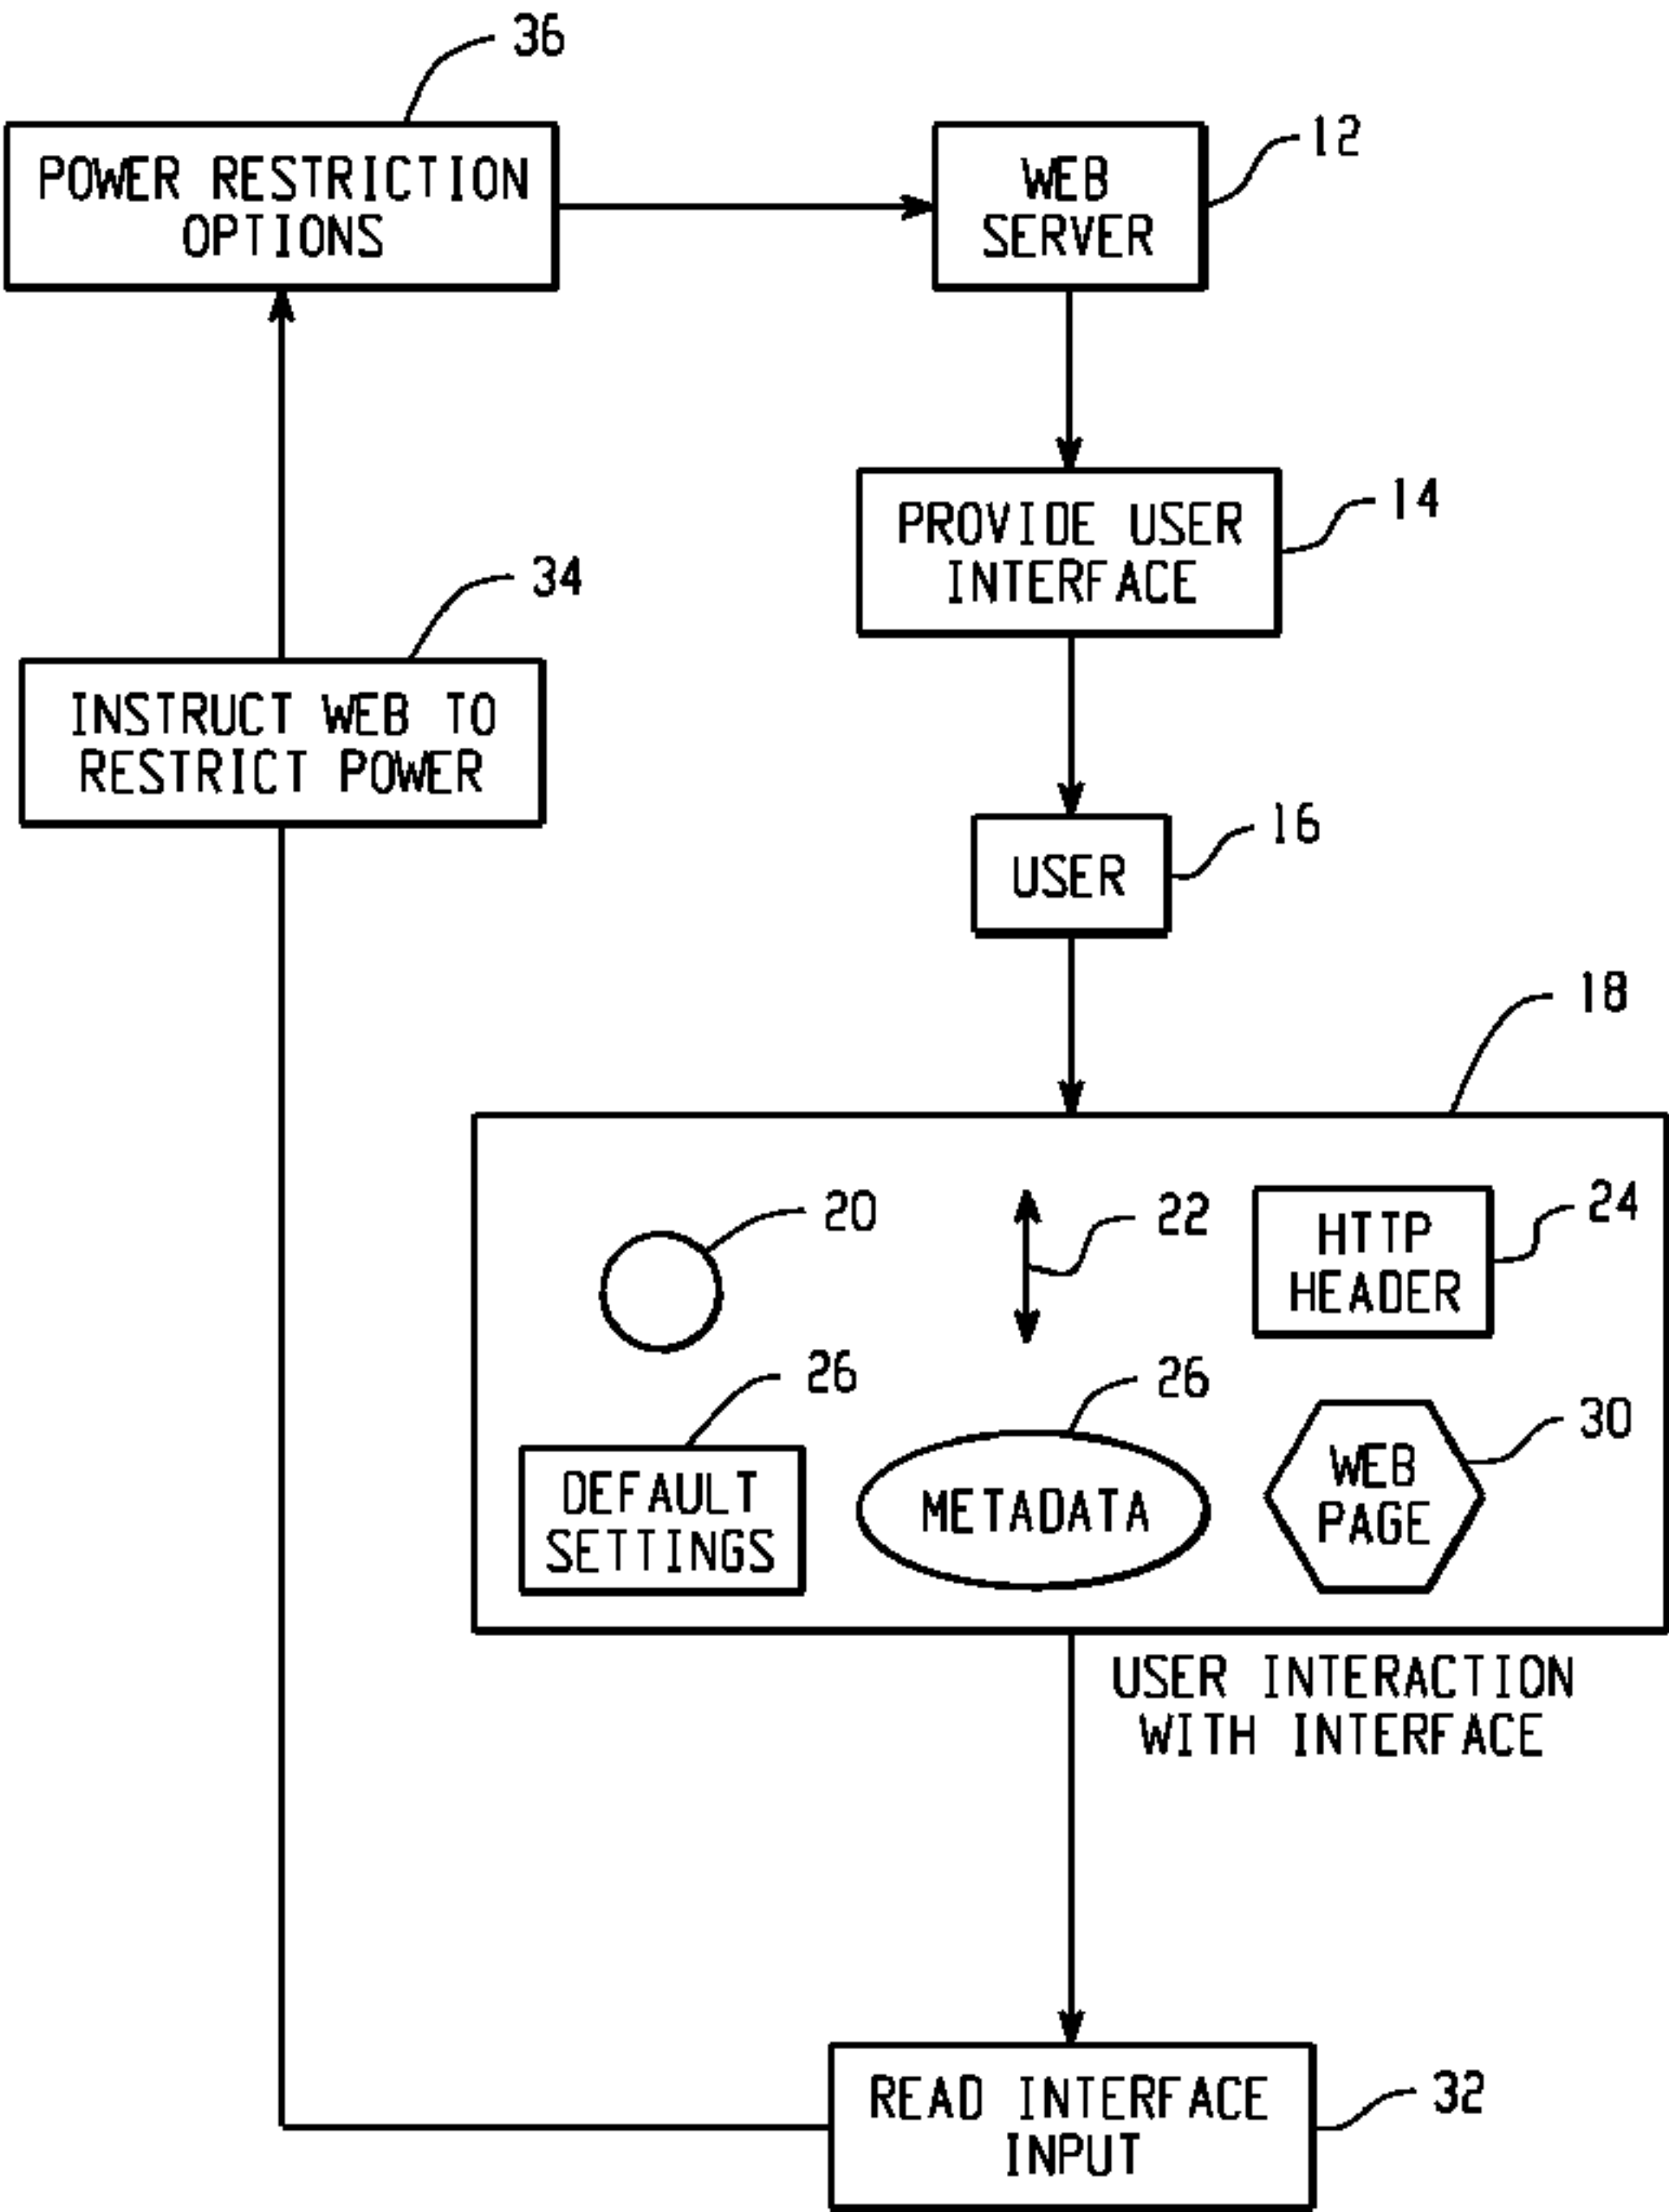 36
POWER RESTRICTION
OPTIONS
12
WEB
SERVER
14
PROVIDE USER
INTERFACE
34
INSTRUCT WEB TO
RESTRICT POWER
16
USER
18
20
22
24
HTTP
HEADER
26
DEFAULT
SETTINGS
26
METADATA
30
WEB
PAGE
USER INTERACTION
WITH INTERFACE
32
READ INTERFACE
INPUT